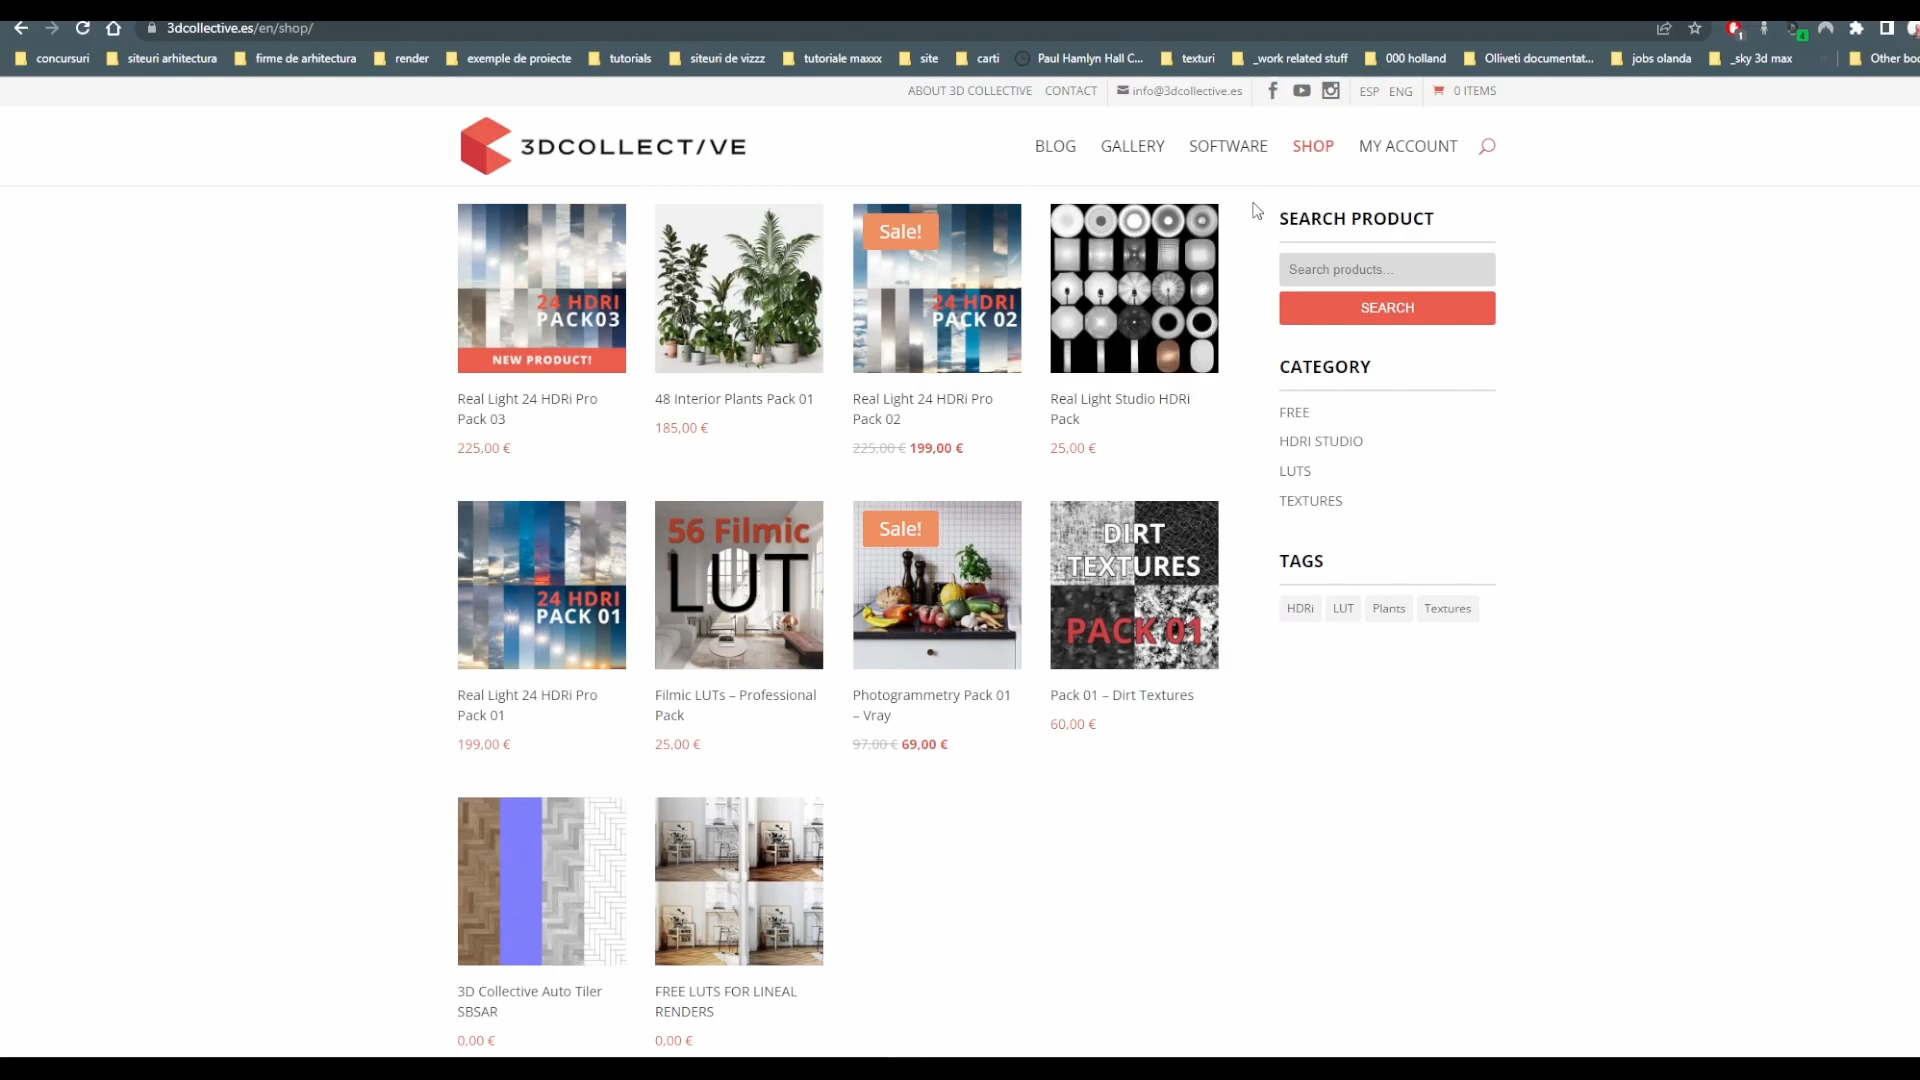 3dcollective.es/en/shop/
1
4
concursuri siteuri arhitectura firme de arhitectura render exemple de proiecte tutorials siteuri de vizzz tutoriale maxxx site carti Paul Hamlyn Hall C... texturi _work related stuff 000 holland Olliveti documentat... jobs olanda _sky 3d max Other boo
ABOUT 3D COLLECTIVE CONTACT info@3dcollective.es ESP ENG 0 ITEMS
3DCOLLECT/VE
BLOG GALLERY SOFTWARE SHOP MY ACCOUNT
24 HDRI
PACK03
NEW PRODUCT!
Real Light 24 HDRi Pro
Pack 03
225,00 €
48 Interior Plants Pack 01
185,00 €
Sale!
24 HDRI
PACK 02
Real Light 24 HDRi Pro
Pack 02
225,00 € 199,00 €
Real Light Studio HDRi
Pack
25,00 €
24 HDRI
PACK 01
Real Light 24 HDRi Pro
Pack 01
199,00 €
56 Filmic
LUT
Filmic LUTs – Professional
Pack
25,00 €
Sale!
Photogrammetry Pack 01
– Vray
97,00 € 69,00 €
DIRT
TEXTURES
PACK 01
Pack 01 – Dirt Textures
60,00 €
3D Collective Auto Tiler
SBSAR
0,00 €
FREE LUTS FOR LINEAL
RENDERS
0,00 €
SEARCH PRODUCT
Search products…
SEARCH
CATEGORY
FREE
HDRI STUDIO
LUTS
TEXTURES
TAGS
HDRi LUT Plants Textures